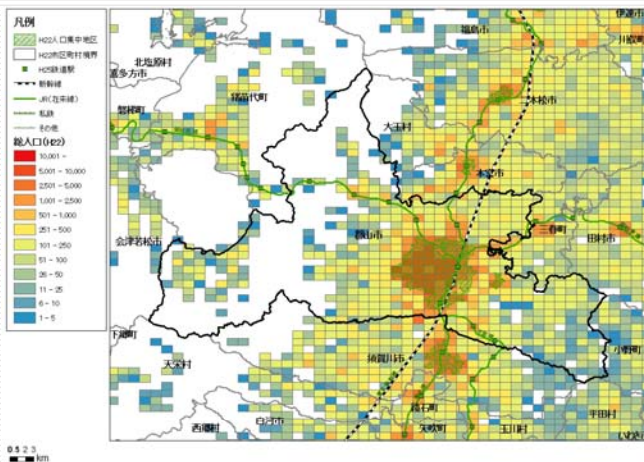 凡例
H22人口集中地区
H22市区町村境界
H25鉄道駅
新幹線
JR(在来線)
私鉄
その他
総人口(H22)
10,001 -
5,001 - 10,000
2,501 - 5,000
1,001 - 2,500
501 - 1,000
251 - 500
101 - 250
51 - 100
26 - 50
11 - 25
6 - 10
1 - 5
北塩原村
喜多方市
磐梯町
猪苗代町
福島市
伊達市
川俣町
二本松市
大玉村
本宮市
三春町
田村市
郡山市
会津若松市
下郷町
天栄村
須賀川市
小野町
鏡石町
平田村
西郷村
白河市
矢吹町
玉川村
いわき
0.5 2 3
km